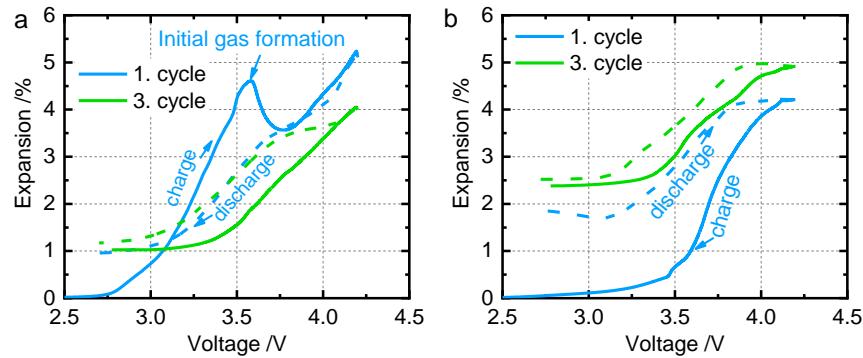 a
Expansion /%
6
5
4
3
2
1
0
Initial gas formation
1. cycle
3. cycle
charge
discharge
2.5 3.0 3.5 4.0 4.5
Voltage /V
b
Expansion /%
6
5
4
3
2
1
0
1. cycle
3. cycle
discharge
charge
2.5 3.0 3.5 4.0 4.5
Voltage /V